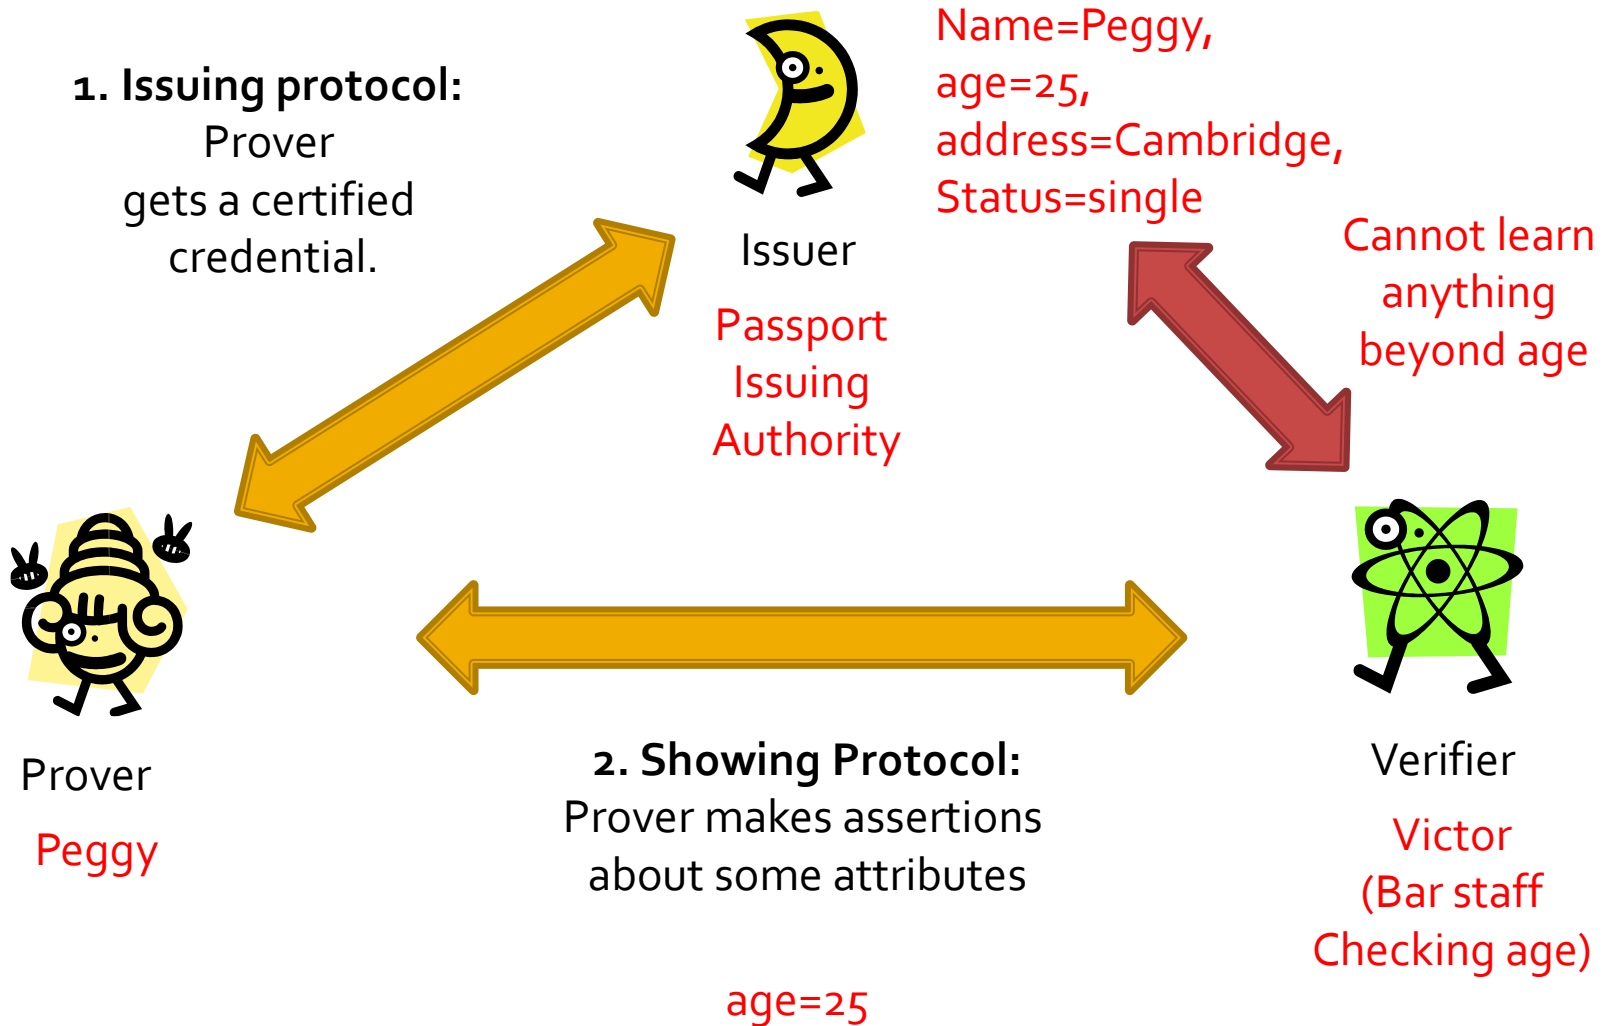 1. Issuing protocol:
Prover
gets a certified
credential.
Issuer
Passport
Issuing
Authority
Name=Peggy,
age=25,
address=Cambridge,
Status=single
Cannot learn
anything
beyond age
Prover
Peggy
2. Showing Protocol:
Prover makes assertions
about some attributes
age=25
Verifier
Victor
(Bar staff
Checking age)